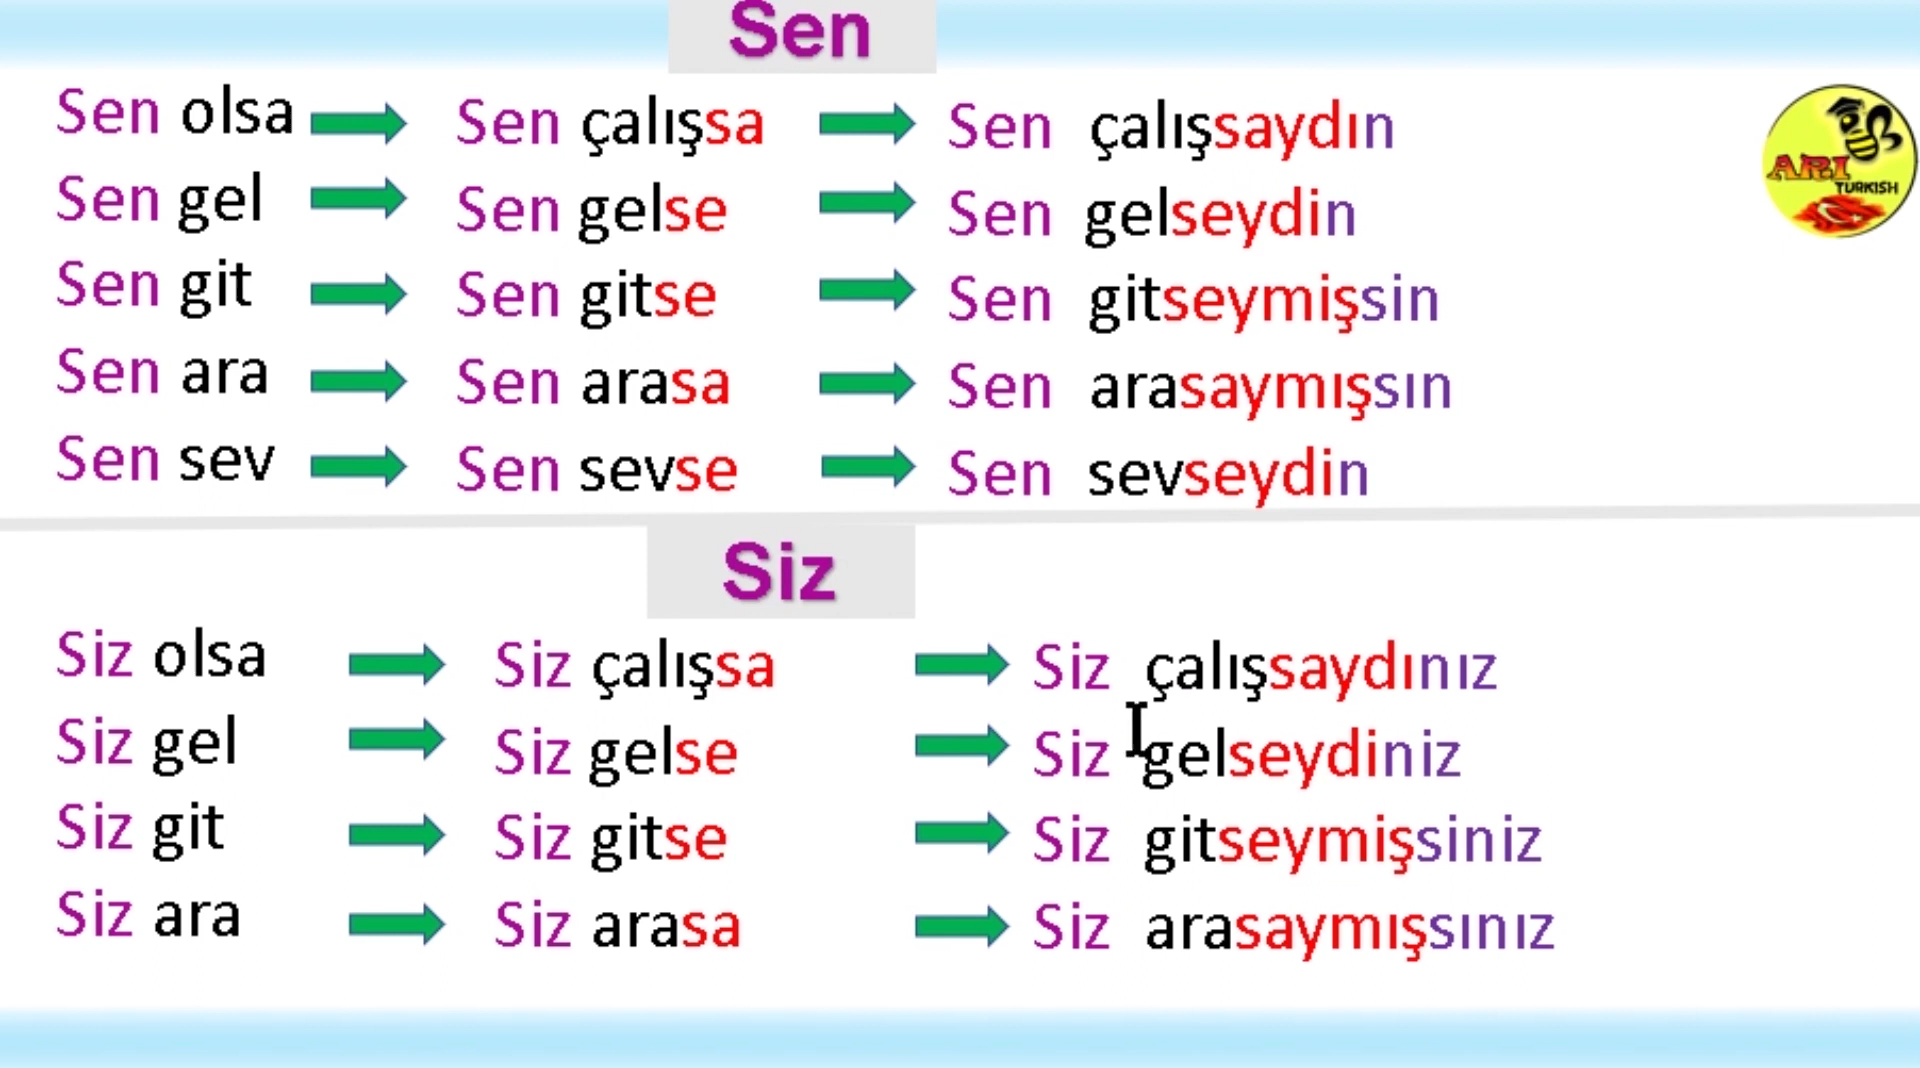 Sen
Sen olsa Sen çalışsa Sen çalışsaydın
Sen gel Sen gelse Sen gelseydin
Sen git Sen gitse Sen gitseymişsin
Sen ara Sen arasa Sen arasaymışsın
Sen sev Sen sevse Sen sevseydin
ARI
TURKISH
Siz
Siz olsa Siz çalışsa Siz çalışsaydınız
Siz gel Siz gelse Siz gelseydiniz
Siz git Siz gitse Siz gitseymişsiniz
Siz ara Siz arasa Siz arasaymışsınız